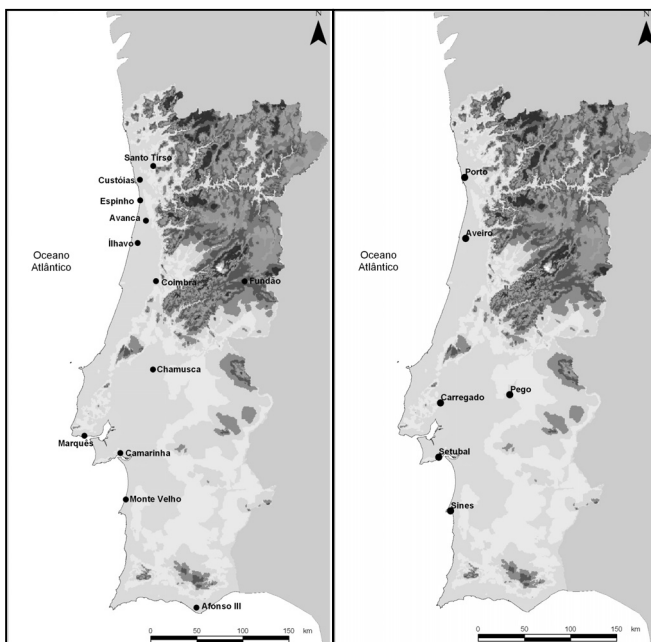 N
Santo Tirso
Custóias
Espinho
Avanca
Ílhavo
Oceano
Atlântico
Coimbra
Fundão
Chamusca
Marquês
Camarinha
Monte Velho
Afonso III
0 50 100 150 km
N
Porto
Aveiro
Oceano
Atlântico
Pego
Carregado
Setubal
Sines
0 50 100 150 km